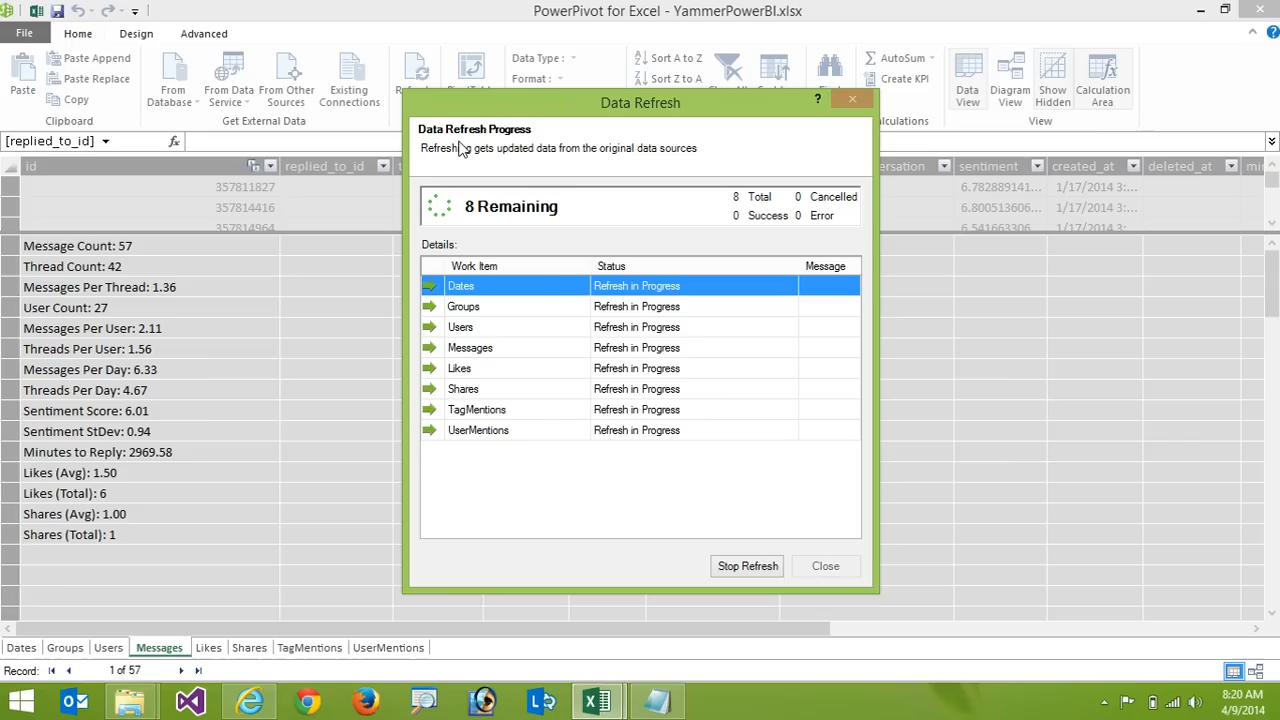 PowerPivot for Excel - YammerPowerBI.xlsx
File Home Design Advanced
Paste
Paste Append
Paste Replace
Copy
Clipboard
From Database
From Data Service
From Other Sources
Existing Connections
Get External Data
Data Type :
Format :
Sort A to Z
Sort Z to A
Find
AutoSum
Create KPI
Data View
Diagram View
Show Hidden
Calculation Area
View
[replied_to_id] fx
id replied_to_id sentiment created_at deleted_at
357811827 6.782889141... 1/17/2014 3:...
357814416 6.800513606... 1/17/2014 3:...
357814964 6.541663306... 1/17/2014 3:...
Message Count: 57
Thread Count: 42
Messages Per Thread: 1.36
User Count: 27
Messages Per User: 2.11
Threads Per User: 1.56
Messages Per Day: 6.33
Threads Per Day: 4.67
Sentiment Score: 6.01
Sentiment StDev: 0.94
Minutes to Reply: 2969.58
Likes (Avg): 1.50
Likes (Total): 6
Shares (Avg): 1.00
Shares (Total): 1
Data Refresh
? ×
Data Refresh Progress
Refreshing gets updated data from the original data sources
8 Remaining
8 Total 0 Cancelled
0 Success 0 Error
Details:
Work Item Status Message
Dates Refresh in Progress
Groups Refresh in Progress
Users Refresh in Progress
Messages Refresh in Progress
Likes Refresh in Progress
Shares Refresh in Progress
TagMentions Refresh in Progress
UserMentions Refresh in Progress
Stop Refresh Close
Dates Groups Users Messages Likes Shares TagMentions UserMentions
Record: 1 of 57
8:20 AM
4/9/2014